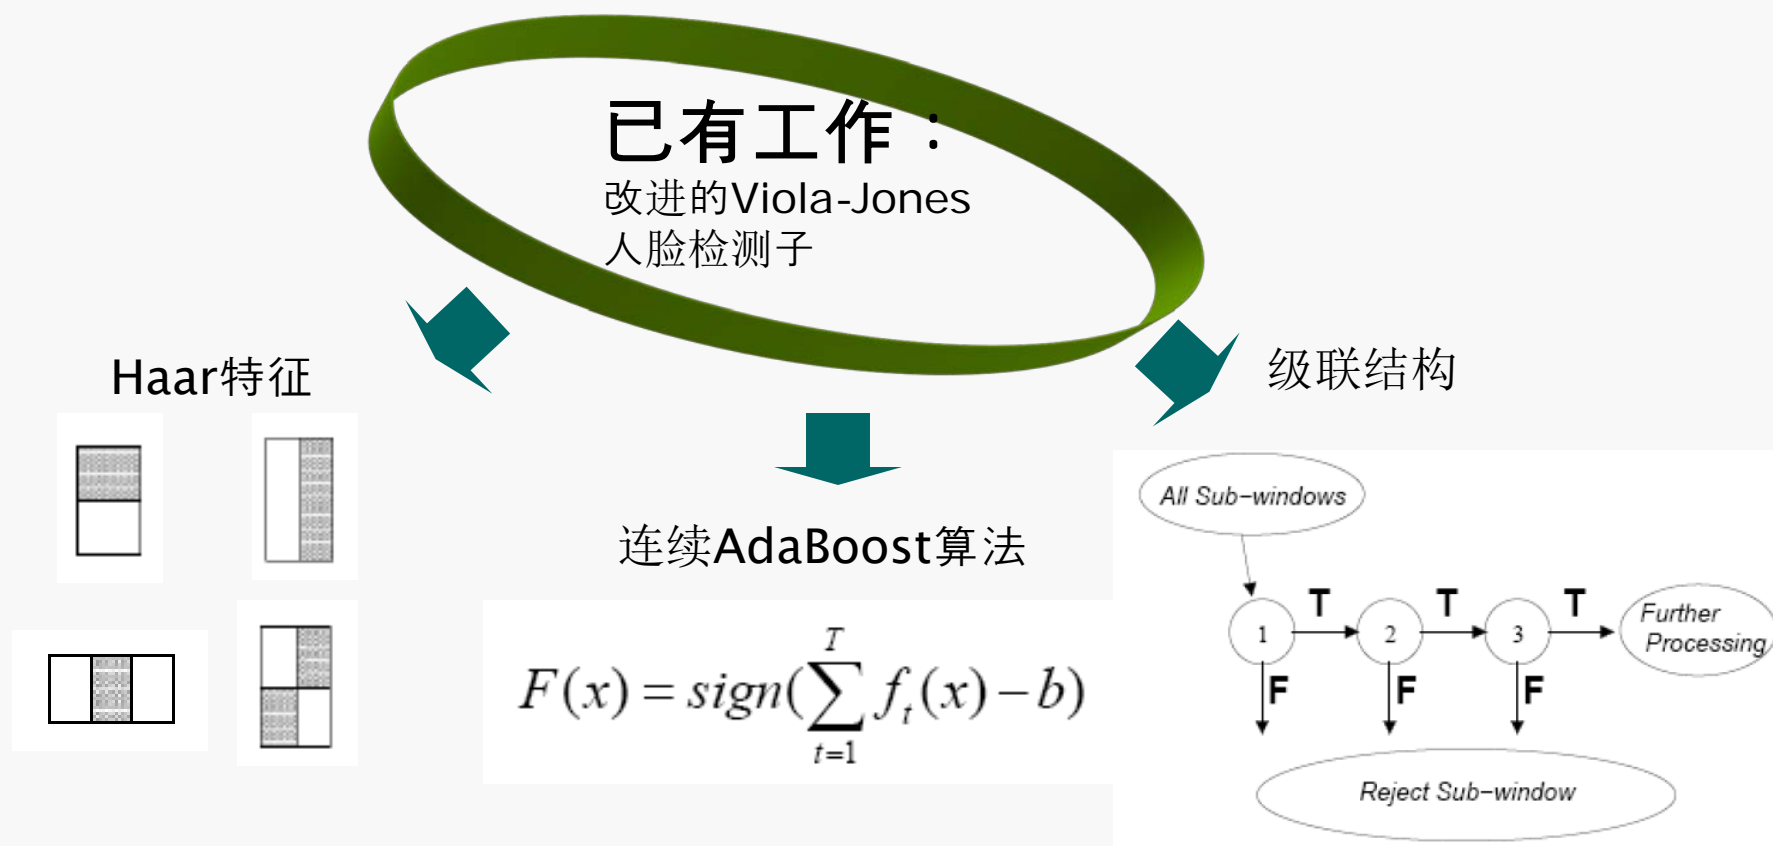 已有工作：
改进的Viola-Jones
人脸检测子
Haar特征
连续AdaBoost算法
F(x) = sign(∑_{t=1}^{T} f_t(x) − b)
级联结构
All Sub−windows
1 T 2 T 3 T
Further
Processing
F F F
Reject Sub−window